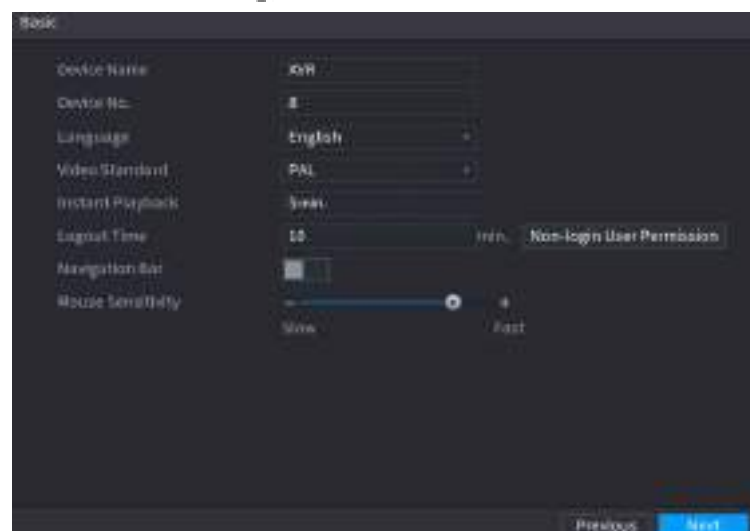 Basic
Device Name XVR
Device No. 8
Language English
Video Standard PAL
Instant Playback 5min.
Logout Time 10 min. Non-login User Permission
Navigation Bar
Mouse Sensitivity - +
Slow Fast
Previous Next